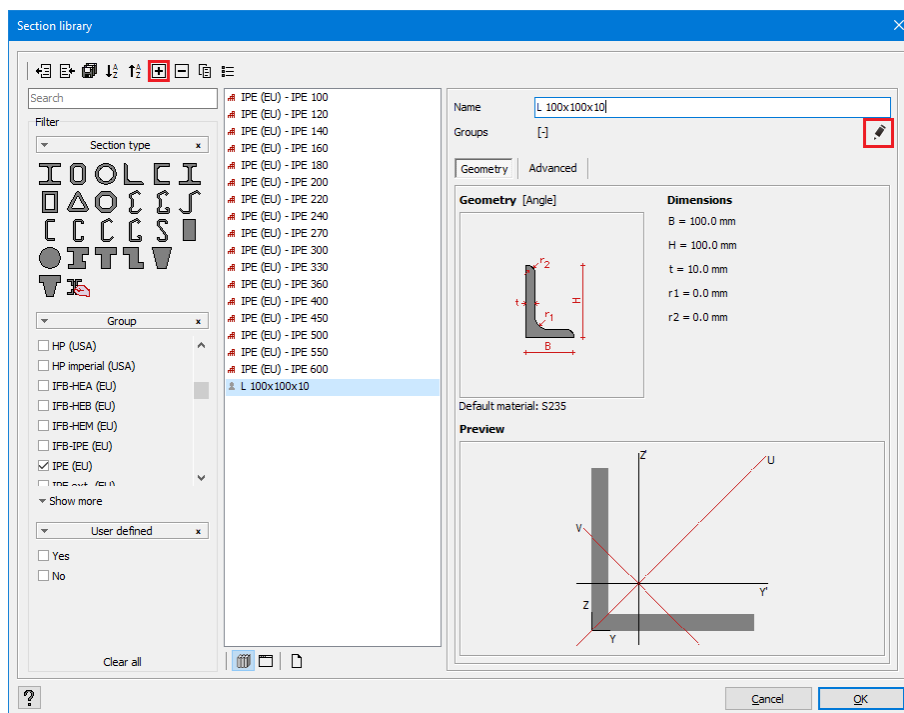 Section library
Search
Filter
Section type
Group
HP (USA)
HP imperial (USA)
IFB-HEA (EU)
IFB-HEB (EU)
IFB-HEM (EU)
IFB-IPE (EU)
IPE (EU)
IPE ext. (EU)
Show more
User defined
Yes
No
Clear all
IPE (EU) - IPE 100
IPE (EU) - IPE 120
IPE (EU) - IPE 140
IPE (EU) - IPE 160
IPE (EU) - IPE 180
IPE (EU) - IPE 200
IPE (EU) - IPE 220
IPE (EU) - IPE 240
IPE (EU) - IPE 270
IPE (EU) - IPE 300
IPE (EU) - IPE 330
IPE (EU) - IPE 360
IPE (EU) - IPE 400
IPE (EU) - IPE 450
IPE (EU) - IPE 500
IPE (EU) - IPE 550
IPE (EU) - IPE 600
L 100x100x10
Name L 100x100x10
Groups [-]
Geometry Advanced
Geometry [Angle]
r2
t
H
r1
B
Dimensions
B = 100.0 mm
H = 100.0 mm
t = 10.0 mm
r1 = 0.0 mm
r2 = 0.0 mm
Default material: S235
Preview
Z'
U
V
Y'
Z
Y
?
Cancel
OK